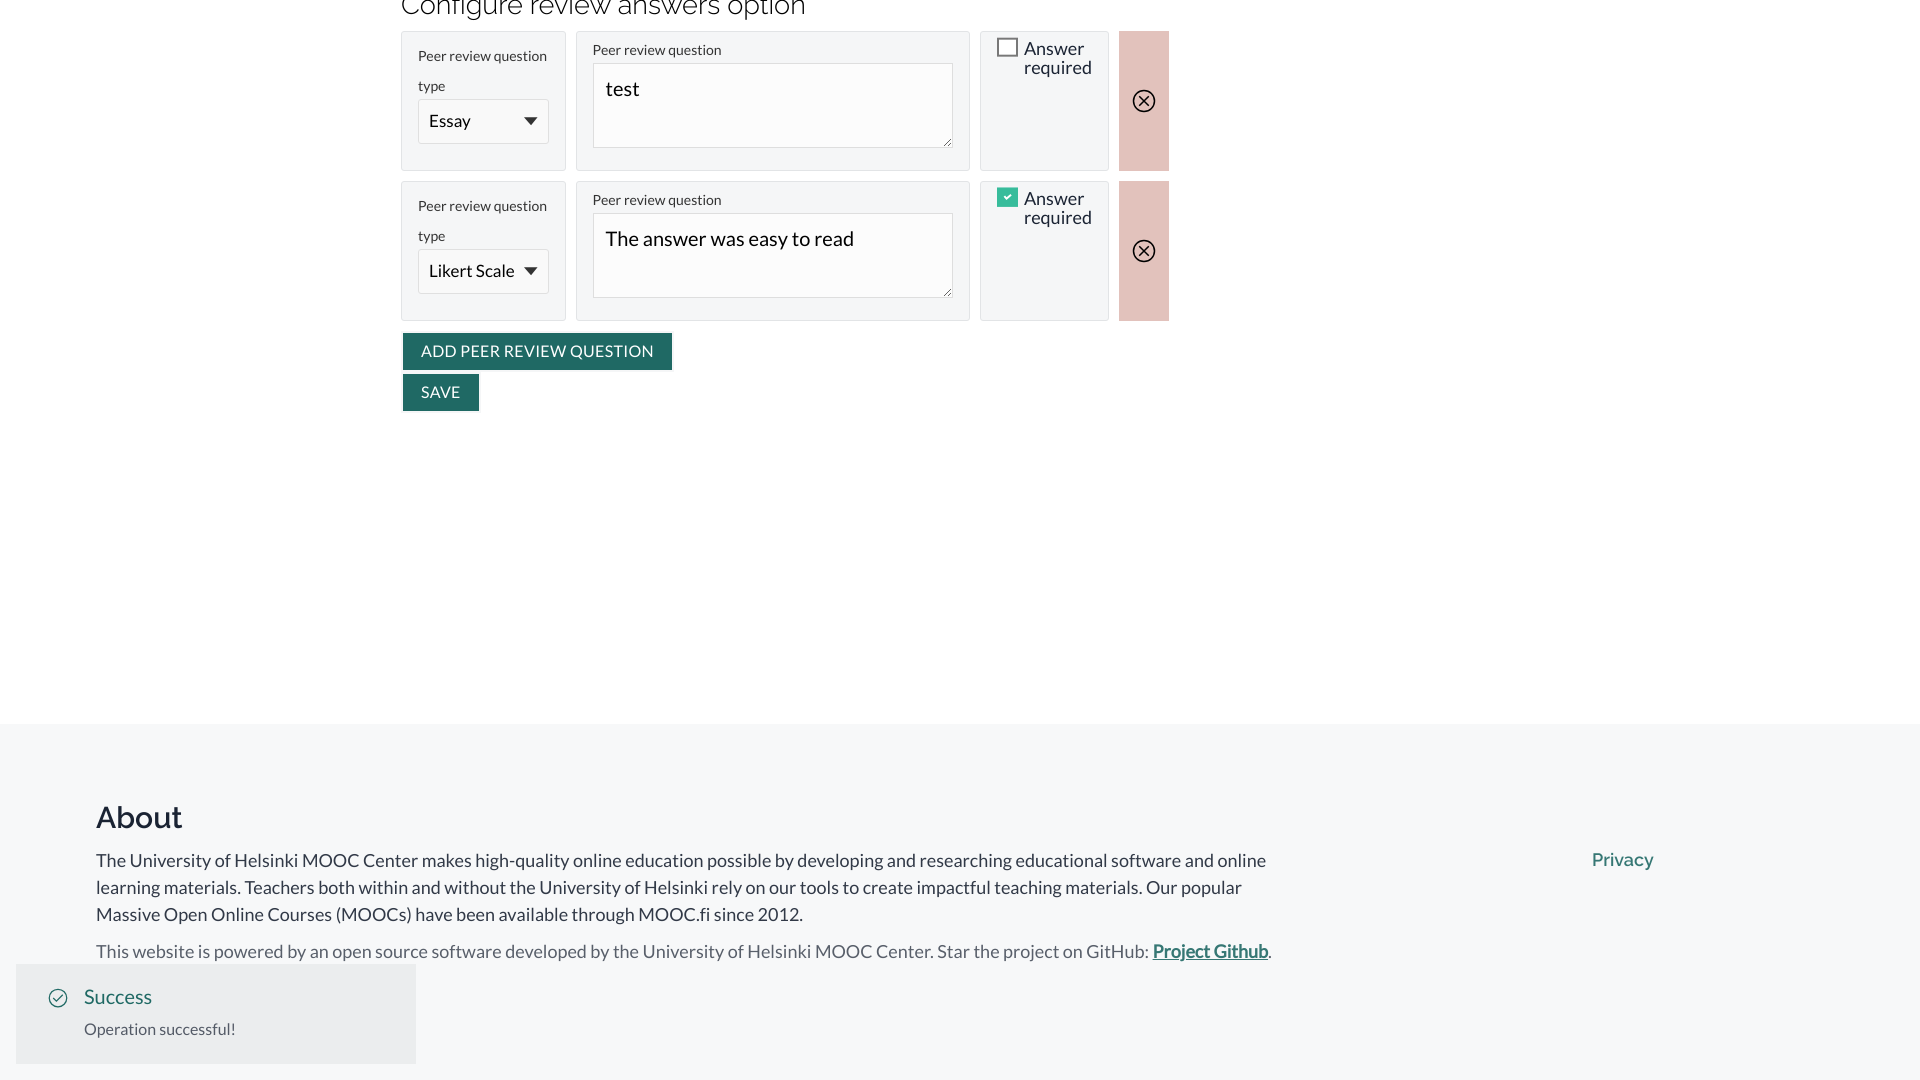 Configure review answers option
Peer review question
type
Essay
Peer review question
test
Answer
required
Peer review question
type
Likert Scale
Peer review question
The answer was easy to read
Answer
required
ADD PEER REVIEW QUESTION
SAVE
About
The University of Helsinki MOOC Center makes high-quality online education possible by developing and researching educational software and online
learning materials. Teachers both within and without the University of Helsinki rely on our tools to create impactful teaching materials. Our popular
Massive Open Online Courses (MOOCs) have been available through MOOC.fi since 2012.
Privacy
This website is powered by an open source software developed by the University of Helsinki MOOC Center. Star the project on GitHub: Project Github.
Success
Operation successful!